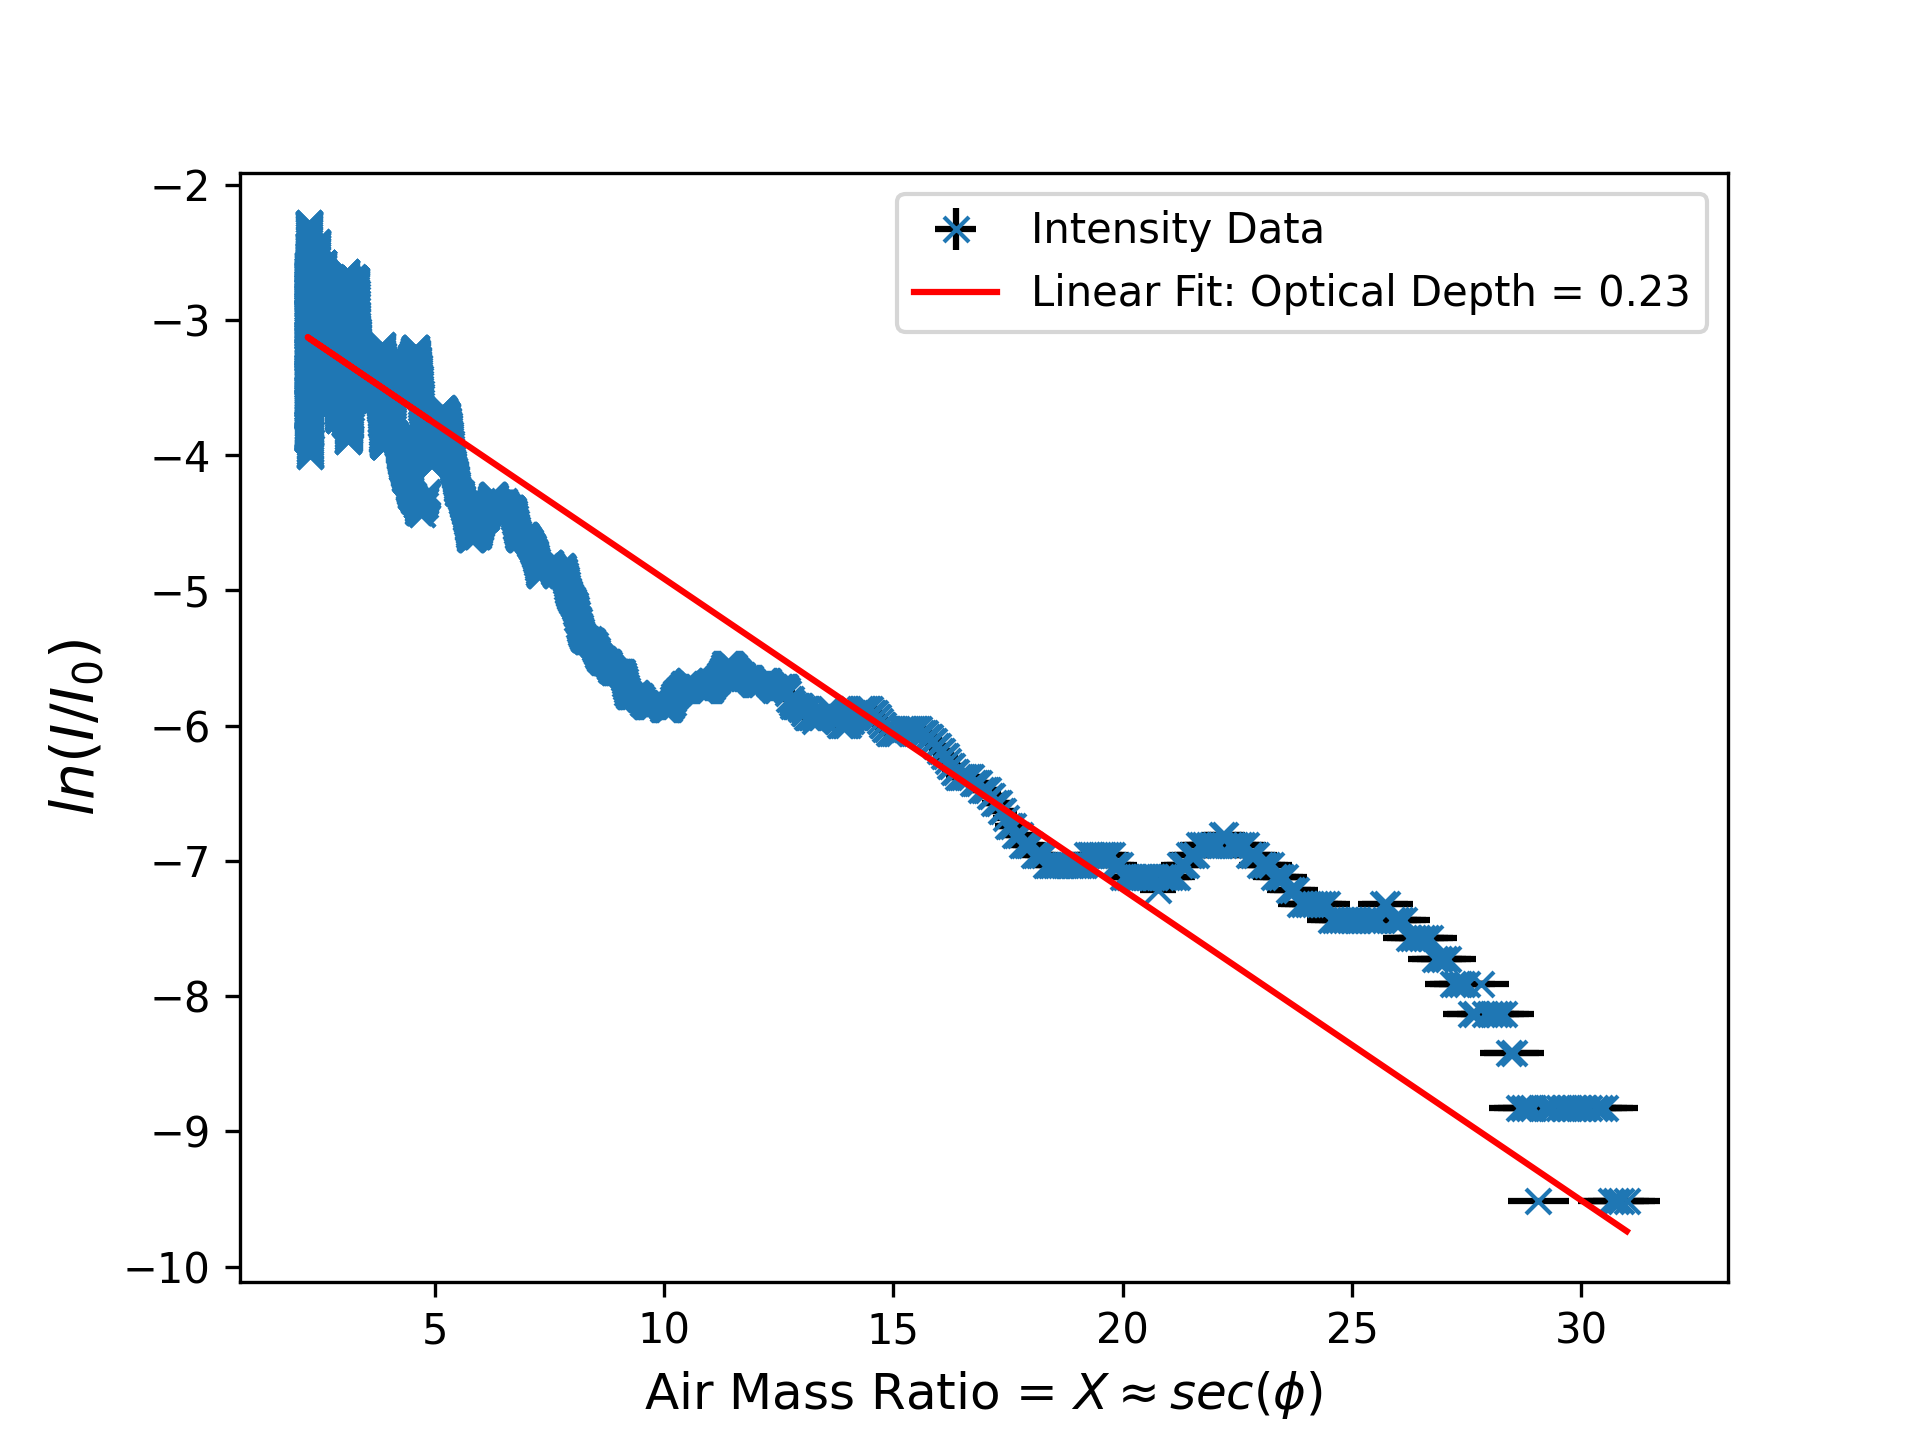 Intensity Data
Linear Fit: Optical Depth = 0.23
−2
−3
−4
−5
−6
−7
−8
−9
−10
ln(I/I₀)
5 10 15 20 25 30
Air Mass Ratio = X ≈ sec(ϕ)